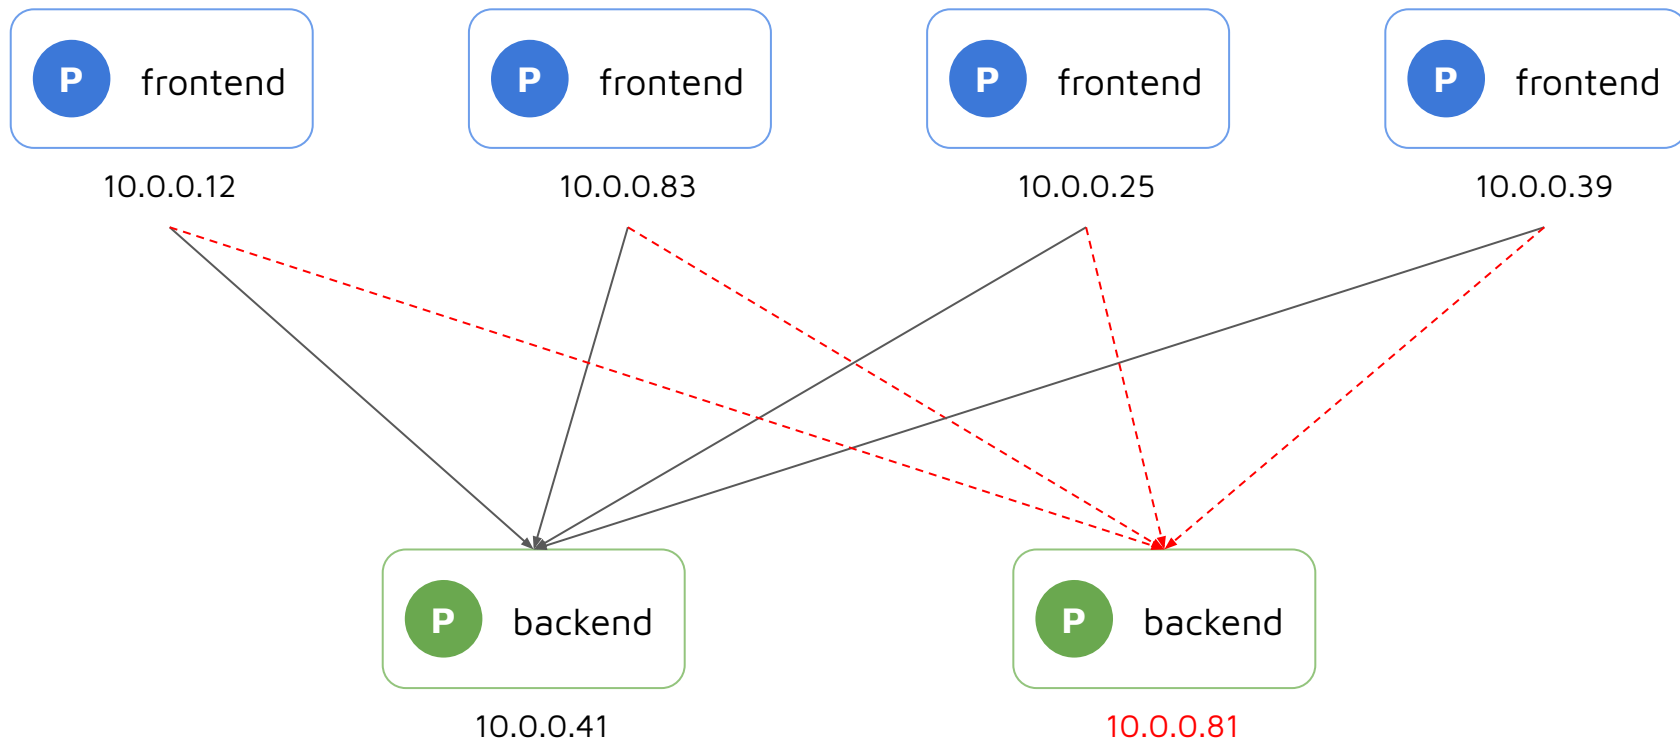 P frontend
P frontend
P frontend
P frontend
10.0.0.12
10.0.0.83
10.0.0.25
10.0.0.39
P backend
P backend
10.0.0.41
10.0.0.81